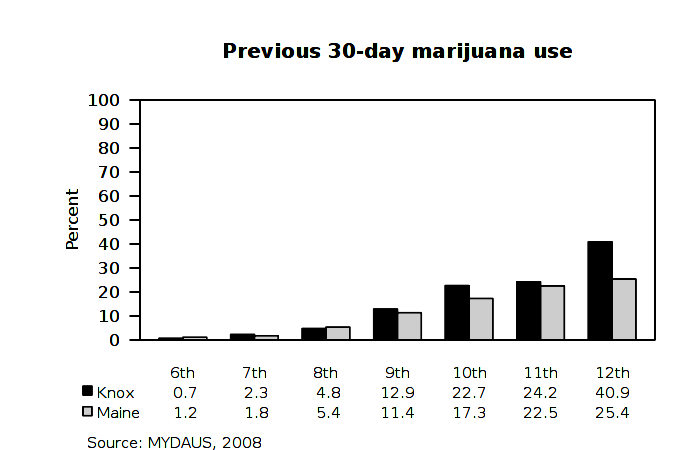 Previous 30-day marijuana use
100
90
80
70
60
50
40
30
20
10
0
Percent
6th 7th 8th 9th 10th 11th 12th
Knox 0.7 2.3 4.8 12.9 22.7 24.2 40.9
Maine 1.2 1.8 5.4 11.4 17.3 22.5 25.4
Source: MYDAUS, 2008